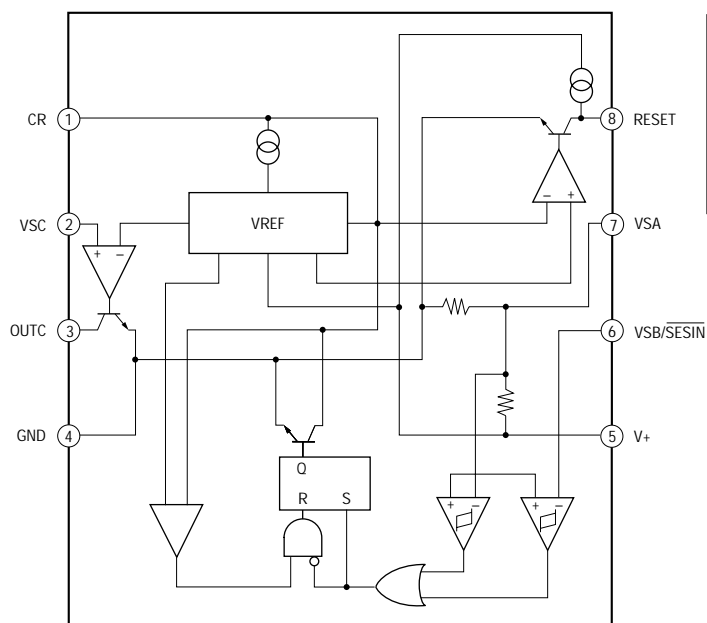 CR 1
8 RESET
VREF
− +
VSC 2
7 VSA
+ −
OUTC 3
6 VSB/SESIN
GND 4
5 V+
Q
R S
+ −
+ −